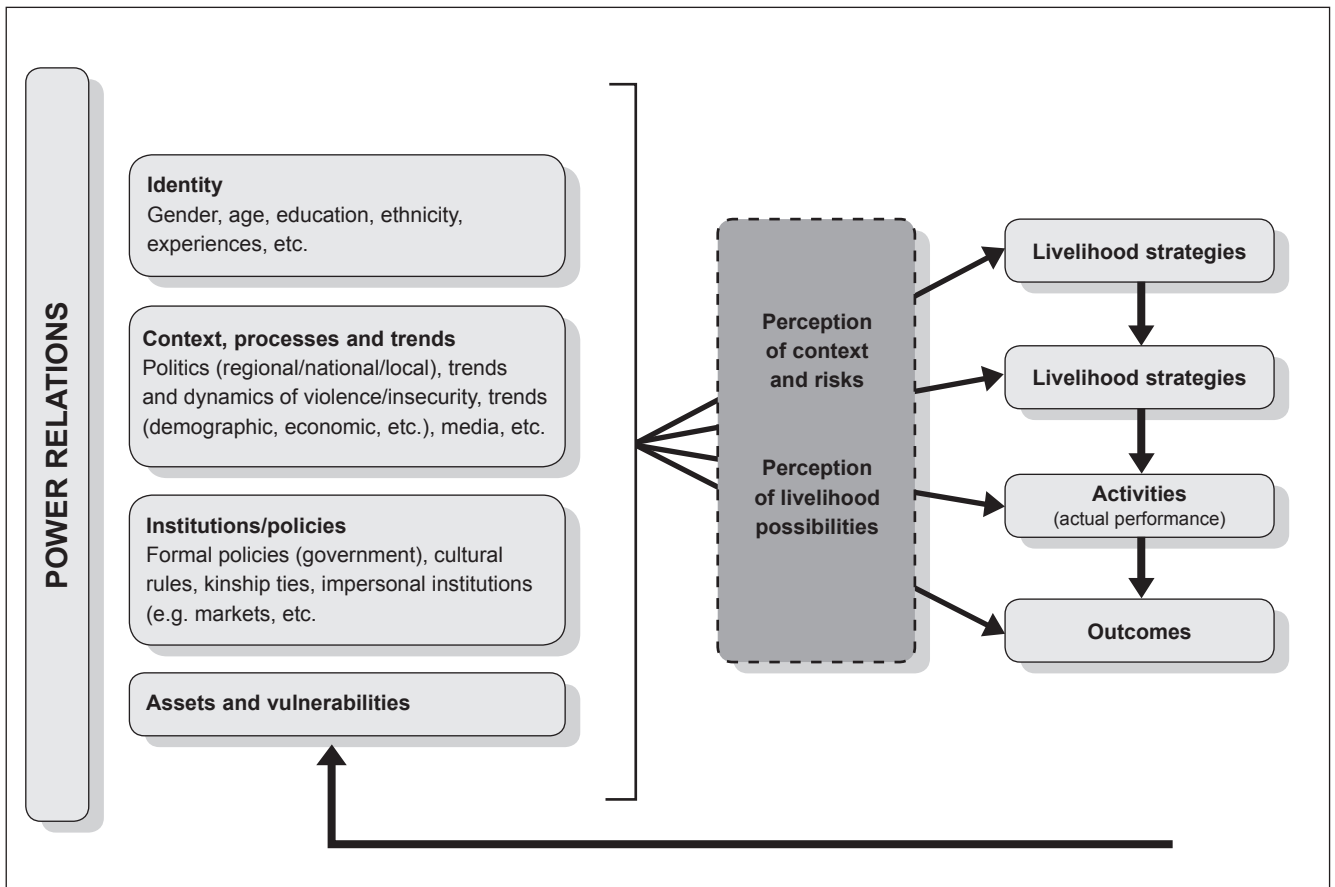 POWER RELATIONS
Identity
Gender, age, education, ethnicity,
experiences, etc.
Context, processes and trends
Politics (regional/national/local), trends
and dynamics of violence/insecurity, trends
(demographic, economic, etc.), media, etc.
Institutions/policies
Formal policies (government), cultural
rules, kinship ties, impersonal institutions
(e.g. markets, etc.
Assets and vulnerabilities
Perception
of context
and risks
Perception
of livelihood
possibilities
Livelihood strategies
Livelihood strategies
Activities
(actual performance)
Outcomes